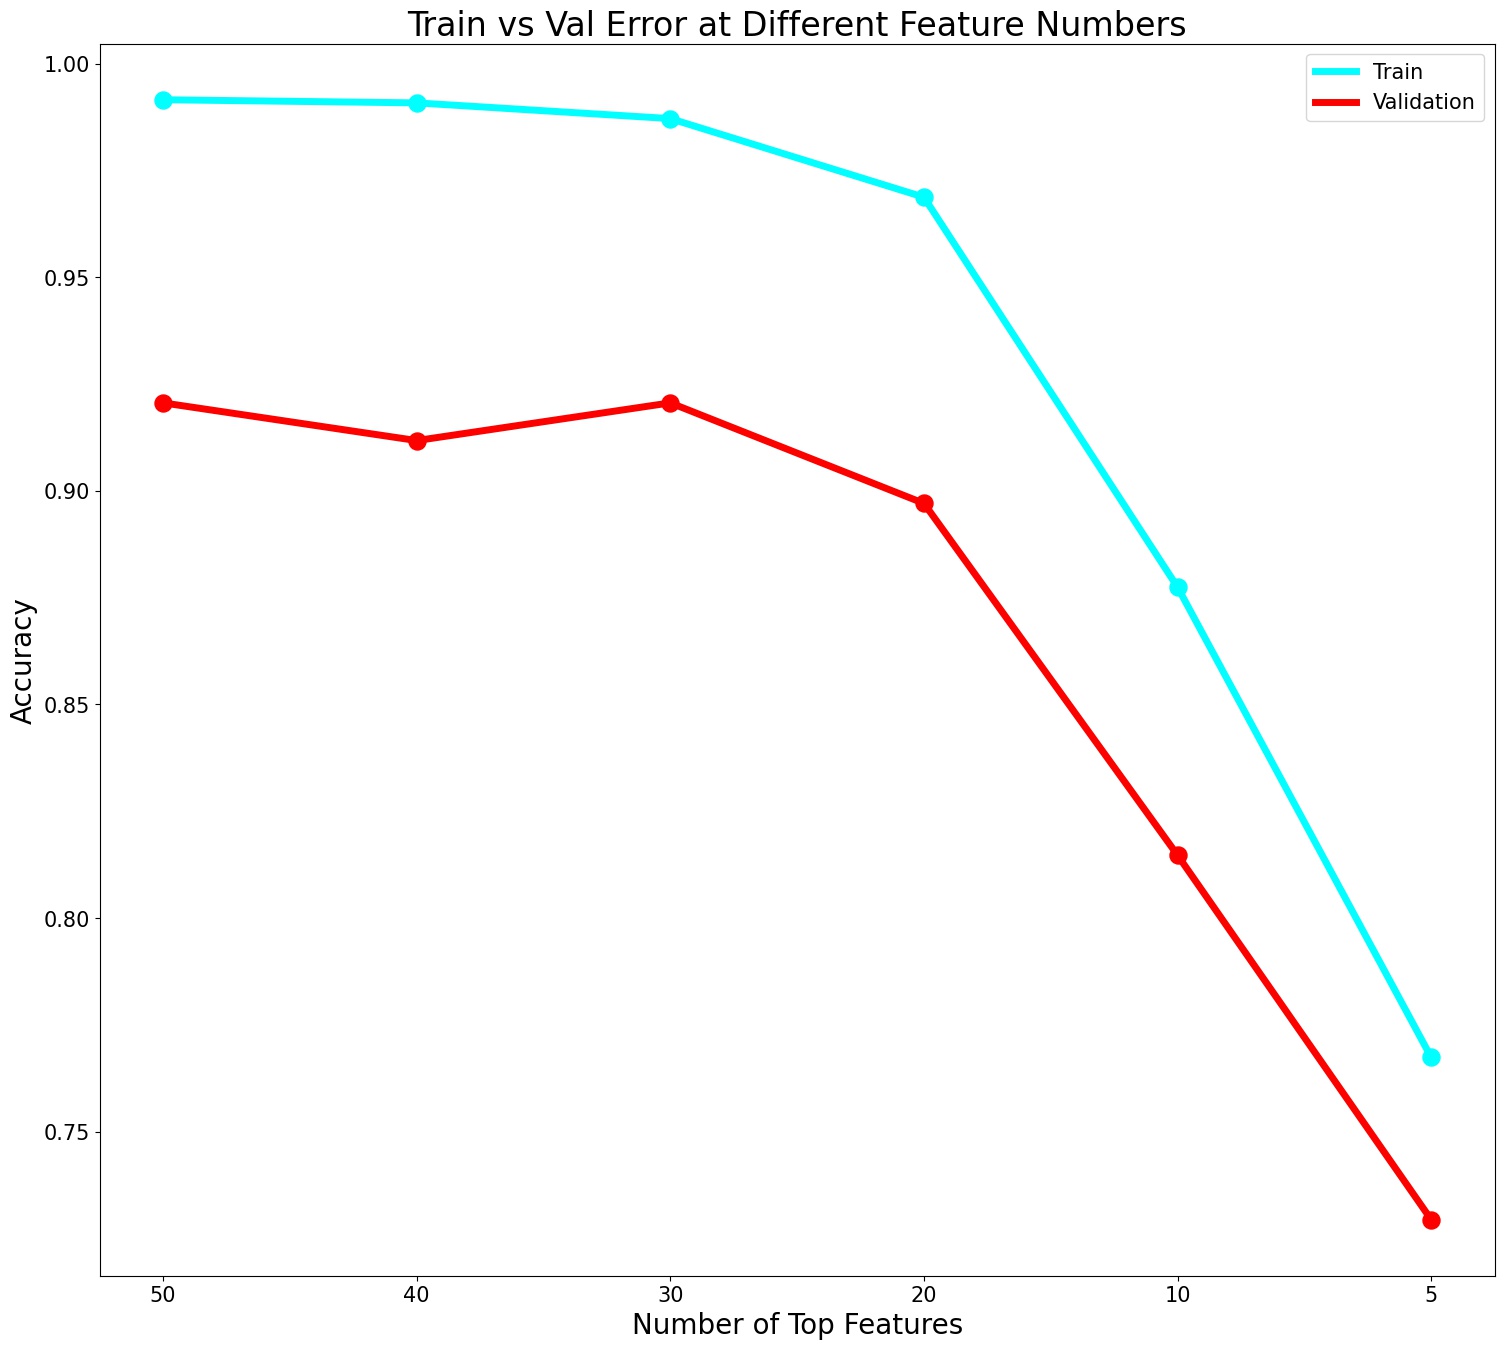 Train vs Val Error at Different Feature Numbers
Train
Validation
1.00
0.95
0.90
0.85
0.80
0.75
Accuracy
50 40 30 20 10 5
Number of Top Features